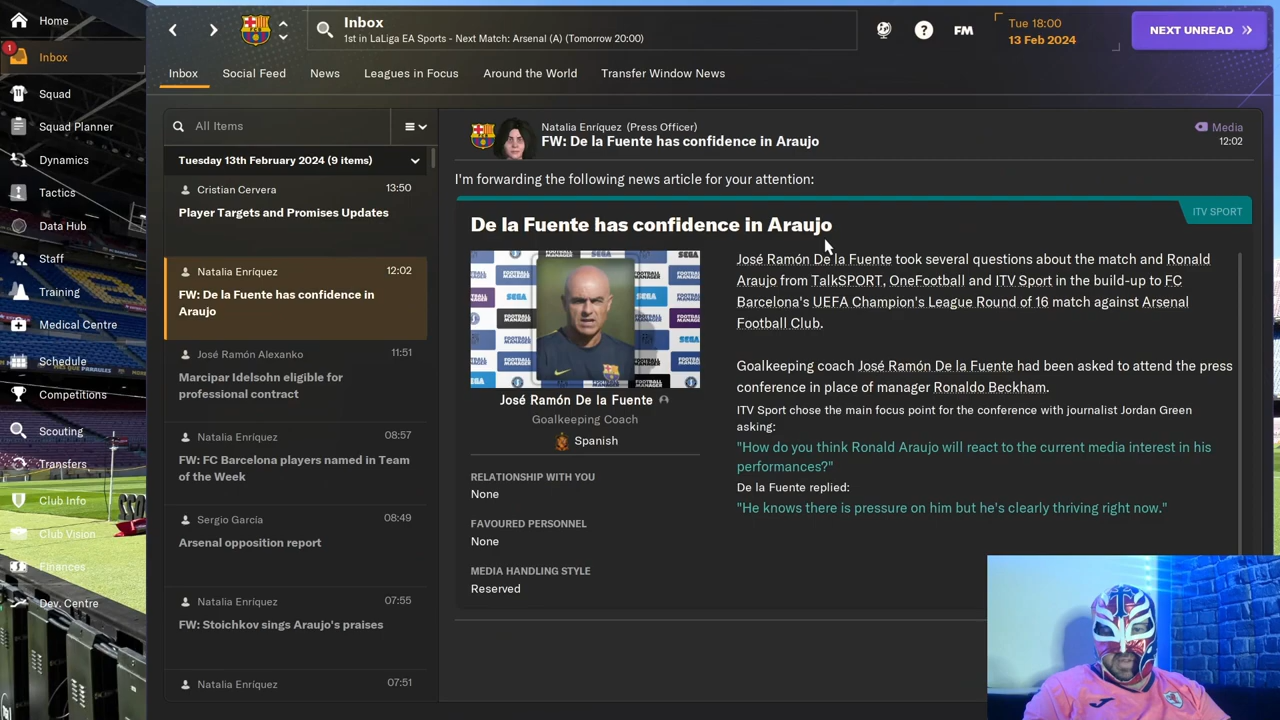 Home
1
Inbox
Squad
Squad Planner
Dynamics
Tactics
Data Hub
Staff
Training
Medical Centre
Schedule
Competitions
Scouting
Transfers
Club Info
Club Vision
Finances
Dev. Centre
Inbox
1st in LaLiga EA Sports - Next Match: Arsenal (A) (Tomorrow 20:00)
?
FM
Tue 18:00
13 Feb 2024
NEXT UNREAD
Inbox
Social Feed
News
Leagues in Focus
Around the World
Transfer Window News
All Items
Tuesday 13th February 2024 (9 items)
Cristian Cervera 13:50
Player Targets and Promises Updates
Natalia Enríquez 12:02
FW: De la Fuente has confidence in
Araujo
José Ramón Alexanko 11:51
Marcipar Idelsohn eligible for
professional contract
Natalia Enríquez 08:57
FW: FC Barcelona players named in Team
of the Week
Sergio García 08:49
Arsenal opposition report
Natalia Enríquez 07:55
FW: Stoichkov sings Araujo's praises
Natalia Enríquez 07:51
Natalia Enríquez (Press Officer)
FW: De la Fuente has confidence in Araujo
Media
12:02
I'm forwarding the following news article for your attention:
De la Fuente has confidence in Araujo
ITV SPORT
José Ramón De la Fuente
Goalkeeping Coach
Spanish
RELATIONSHIP WITH YOU
None
FAVOURED PERSONNEL
None
MEDIA HANDLING STYLE
Reserved
José Ramón De la Fuente took several questions about the match and Ronald
Araujo from TalkSPORT, OneFootball and ITV Sport in the build-up to FC
Barcelona's UEFA Champion's League Round of 16 match against Arsenal
Football Club.
Goalkeeping coach José Ramón De la Fuente had been asked to attend the press
conference in place of manager Ronaldo Beckham.
ITV Sport chose the main focus point for the conference with journalist Jordan Green
asking:
"How do you think Ronald Araujo will react to the current media interest in his
performances?"
De la Fuente replied:
"He knows there is pressure on him but he's clearly thriving right now."